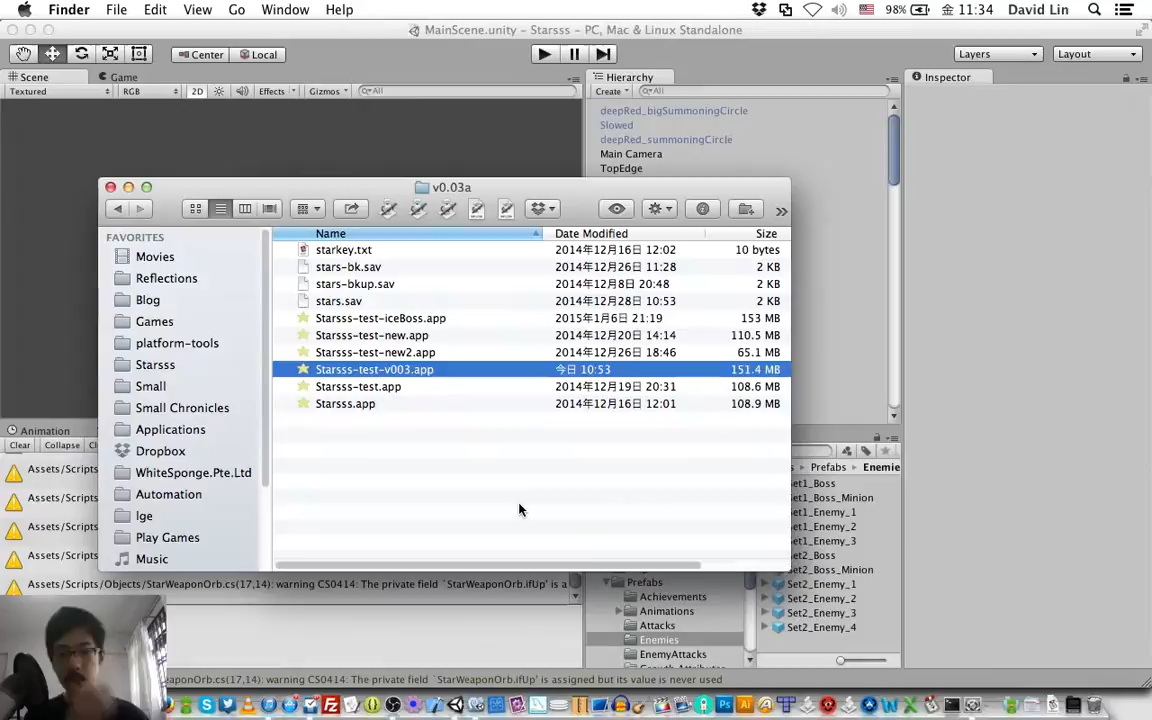 Finder File Edit View Go Window Help 98% 金 11:34 David Lin
MainScene.unity - Starsss - PC, Mac & Linux Standalone
Center Local Layers Layout
Scene Game Hierarchy Inspector
Textured RGB 2D Effects Gizmos All Create All
deepRed_bigSummoningCircle
Slowed
deepRed_summoningCircle
Main Camera
TopEdge
v0.03a
FAVORITES
Movies
Reflections
Blog
Games
platform-tools
Starsss
Small
Small Chronicles
Applications
Dropbox
WhiteSponge.Pte.Ltd
Automation
Ige
Play Games
Music
Name Date Modified Size
starkey.txt 2014年12月16日 12:02 10 bytes
stars-bk.sav 2014年12月26日 11:28 2 KB
stars-bkup.sav 2014年12月8日 20:48 2 KB
stars.sav 2014年12月28日 10:53 2 KB
Starsss-test-iceBoss.app 2015年1月6日 21:19 153 MB
Starsss-test-new.app 2014年12月20日 14:14 110.5 MB
Starsss-test-new2.app 2014年12月26日 18:46 65.1 MB
Starsss-test-v003.app 今日 10:53 151.4 MB
Starsss-test.app 2014年12月19日 20:31 108.6 MB
Starsss.app 2014年12月16日 12:01 108.9 MB
Animation
Clear Collapse
Assets/Scripts
Assets/Scripts
Assets/Scripts
Assets/Scripts
Assets/Scripts/Objects/StarWeaponOrb.cs(17,14): warning CS0414: The private field `StarWeaponOrb.ifUp' is a
Prefabs Enemie
Set1_Boss
Set1_Boss_Minion
Set1_Enemy_1
Set1_Enemy_2
Set1_Enemy_3
Set2_Boss
Set2_Boss_Minion
Set2_Enemy_1
Set2_Enemy_2
Set2_Enemy_3
Set2_Enemy_4
Prefabs
Achievements
Animations
Attacks
Enemies
EnemyAttacks
aponOrb.cs(17,14): warning CS0414: The private field `StarWeaponOrb.ifUp' is assigned but its value is never used